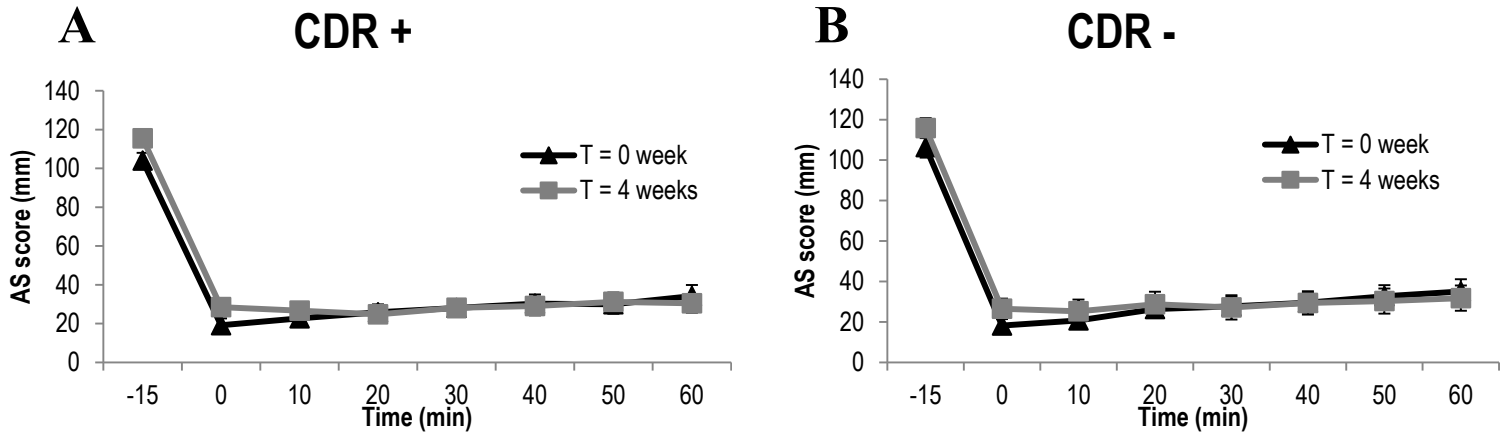 A
CDR +
AS score (mm)
140
120
100
80
60
40
20
0
T = 0 week
T = 4 weeks
-15 0 10 20 30 40 50 60
Time (min)
B
CDR -
AS score (mm)
140
120
100
80
60
40
20
0
T = 0 week
T = 4 weeks
-15 0 10 20 30 40 50 60
Time (min)